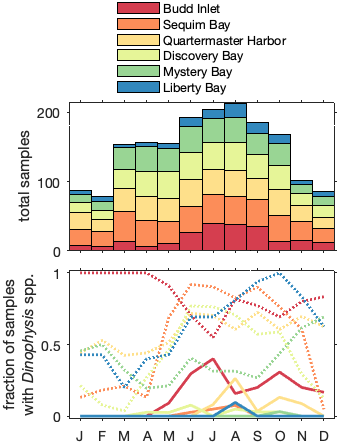 Budd Inlet
Sequim Bay
Quartermaster Harbor
Discovery Bay
Mystery Bay
Liberty Bay
200
100
0
total samples
1
0.5
0
fraction of samples
with Dinophysis spp.
J F M A M J J A S O N D